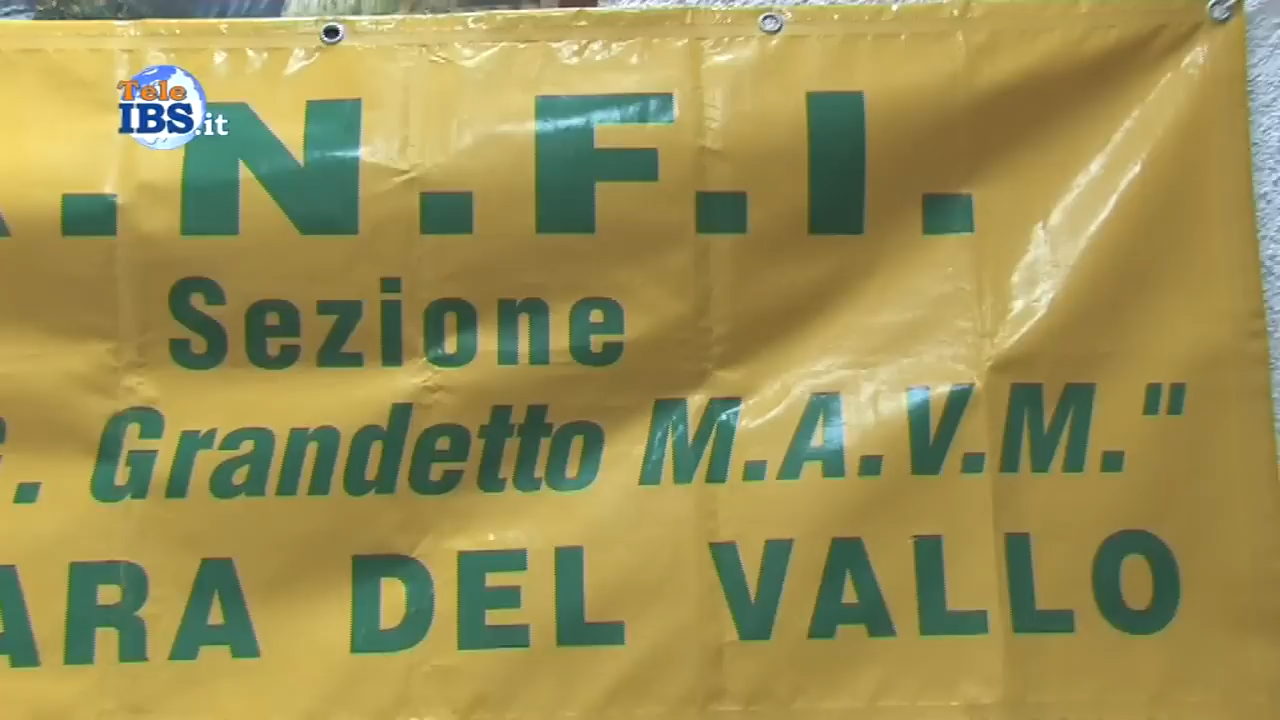 Tele
IBS.it
.N.F.I.
Sezione
. Grandetto M.A.V.M."
ARA DEL VALLO